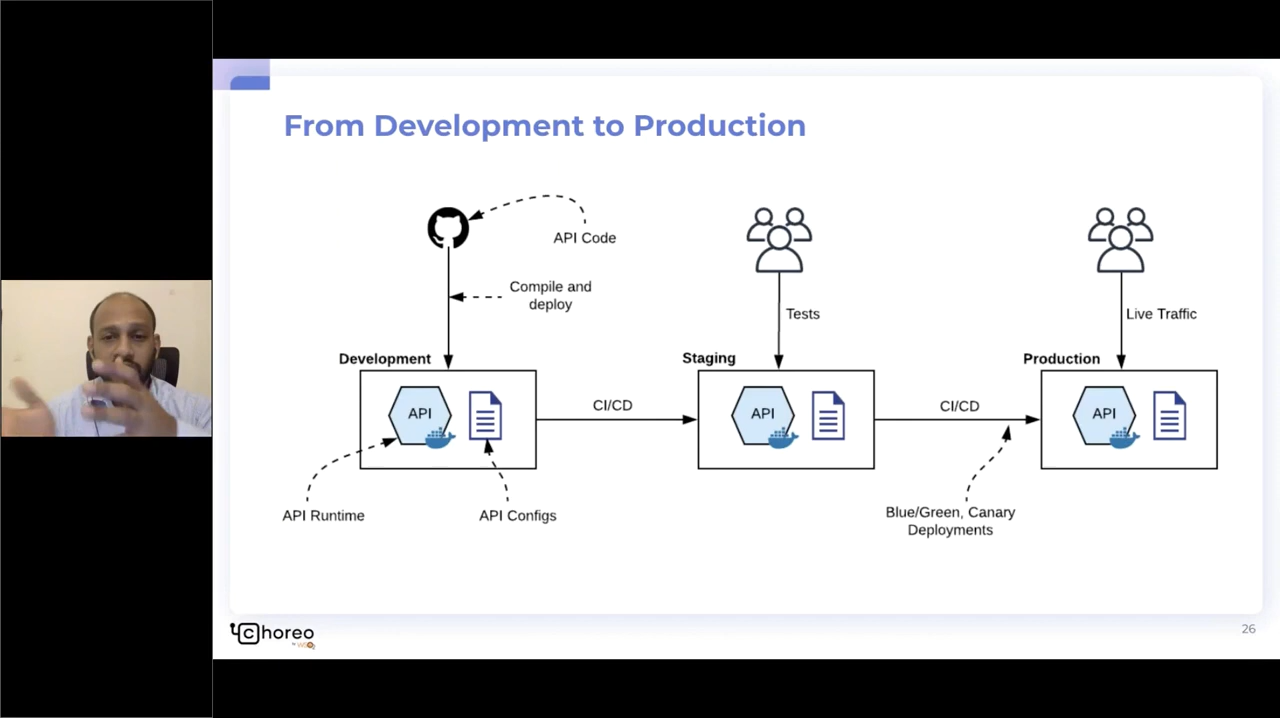 From Development to Production
API Code
Compile and
deploy
Tests
Live Traffic
Development
Staging
Production
API
CI/CD
API
CI/CD
API
API Runtime
API Configs
Blue/Green, Canary
Deployments
choreo
26